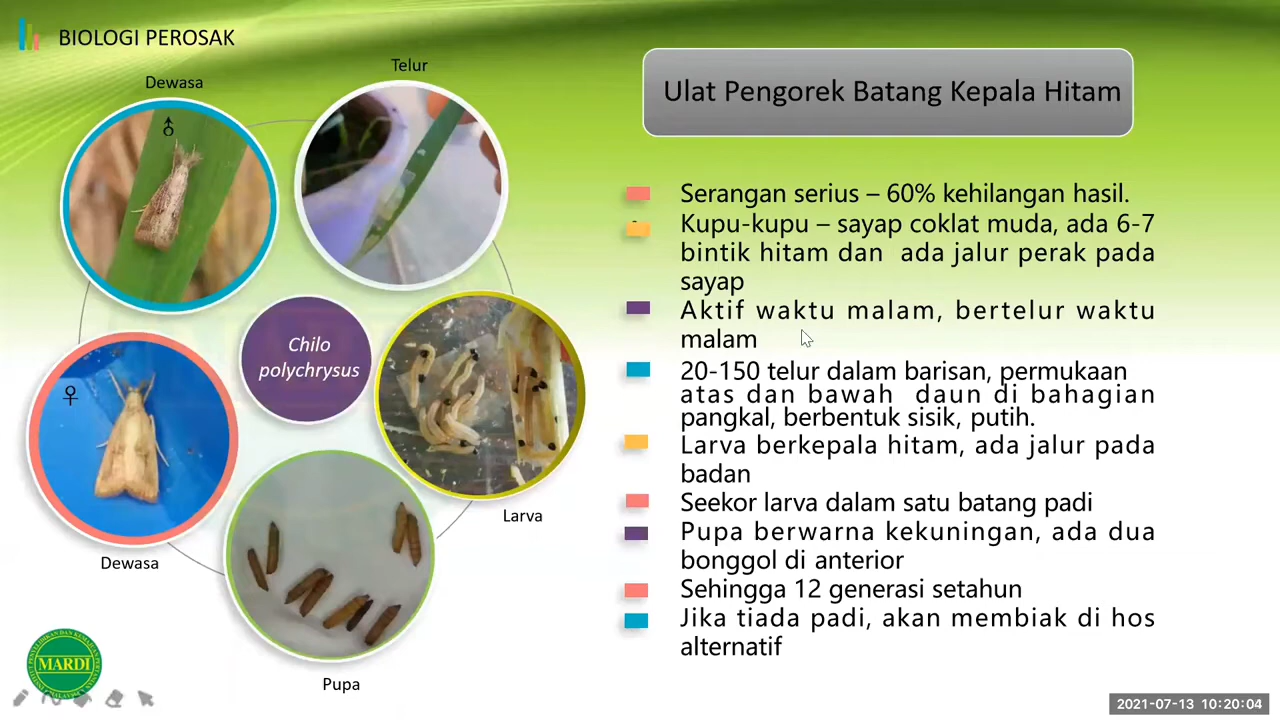 BIOLOGI PEROSAK
Dewasa
Telur
♂
♀
Chilo
polychrysus
Larva
Dewasa
Pupa
MARDI
Ulat Pengorek Batang Kepala Hitam
Serangan serius – 60% kehilangan hasil.
Kupu-kupu – sayap coklat muda, ada 6-7
bintik hitam dan ada jalur perak pada
sayap
Aktif waktu malam, bertelur waktu
malam
20-150 telur dalam barisan, permukaan
atas dan bawah daun di bahagian
pangkal, berbentuk sisik, putih.
Larva berkepala hitam, ada jalur pada
badan
Seekor larva dalam satu batang padi
Pupa berwarna kekuningan, ada dua
bonggol di anterior
Sehingga 12 generasi setahun
Jika tiada padi, akan membiak di hos
alternatif
2021-07-13 10:20:04